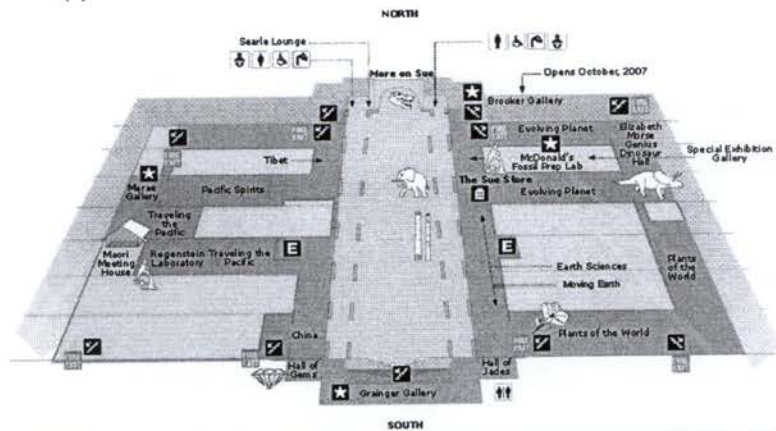 NORTH
Searle Lounge
More on Sue
Opens October, 2007
Brooker Gallery
Evolving Planet
Elizabeth
Morse
Genius
Dinosaur
Hall
Special Exhibition
Gallery
McDonald's
Fossil Prep Lab
Tibet
The Sue Store
Evolving Planet
Marae
Gallery
Pacific Spirits
Traveling
the
Pacific
Maori
Meeting
House
Regenstein
Laboratory
Traveling the
Pacific
E
E
Earth Sciences
Moving Earth
Plants
of the
World
China
Plants of the World
Hall of
Gems
Hall of
Jades
Grainger Gallery
SOUTH